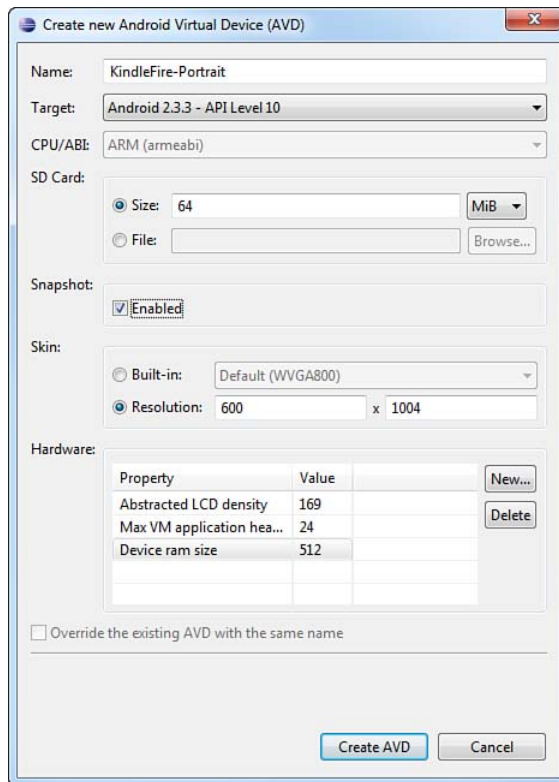 Create new Android Virtual Device (AVD)
Name: KindleFire-Portrait
Target: Android 2.3.3 - API Level 10
CPU/ABI: ARM (armeabi)
SD Card:
Size: 64 MiB
File: Browse...
Snapshot:
Enabled
Skin:
Built-in: Default (WVGA800)
Resolution: 600 x 1004
Hardware:
Property Value New...
Abstracted LCD density 169
Delete
Max VM application hea... 24
Device ram size 512
Override the existing AVD with the same name
Create AVD Cancel